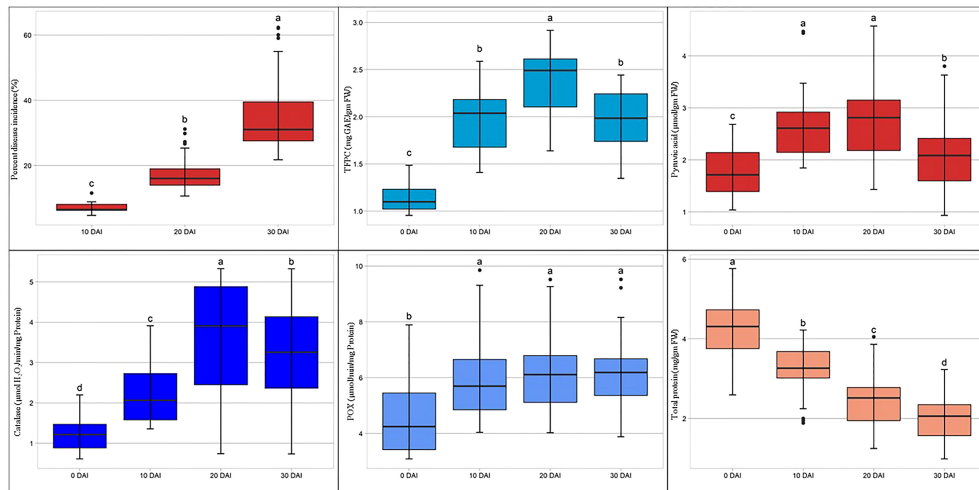 Percent disease incidence(%)
60
40
20
c
b
a
10 DAI
20 DAI
30 DAI
TFPC (mg GAE/gm FW)
3.0
2.5
2.0
1.5
1.0
c
b
a
b
0 DAI
10 DAI
20 DAI
30 DAI
Pyruvic acid (µmol/gm FW)
4
3
2
1
c
a
a
b
0 DAI
10 DAI
20 DAI
30 DAI
Catalase (µmol H₂O₂/min/mg Protein)
5
4
3
2
1
d
c
a
b
0 DAI
10 DAI
20 DAI
30 DAI
POX (µmol/min/mg Protein)
10
8
6
4
b
a
a
a
0 DAI
10 DAI
20 DAI
30 DAI
Total protein(mg/gm FW)
6
4
2
a
b
c
d
0 DAI
10 DAI
20 DAI
30 DAI